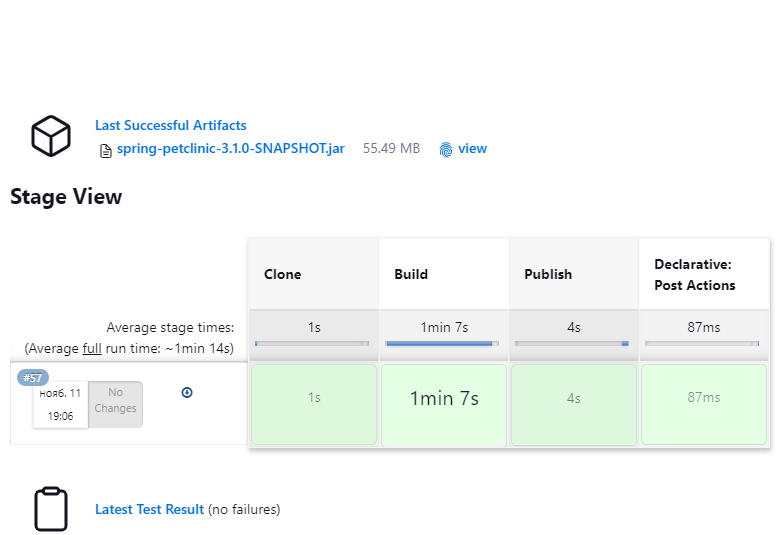 Last Successful Artifacts
spring-petclinic-3.1.0-SNAPSHOT.jar 55.49 MB view
Stage View
Clone Build Publish Declarative: Post Actions
Average stage times: 1s 1min 7s 4s 87ms
(Average full run time: ~1min 14s)
#57
нояб. 11
19:06
No
Changes
1s 1min 7s 4s 87ms
Latest Test Result (no failures)